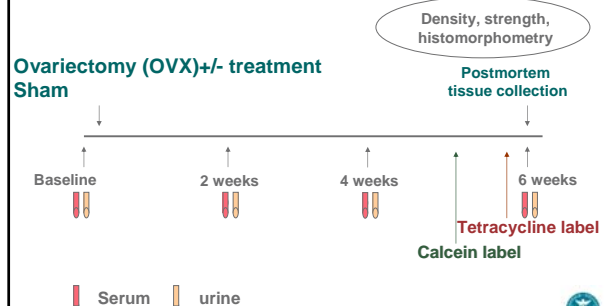 Density, strength,
histomorphometry
Ovariectomy (OVX)+/- treatment
Sham
Postmortem
tissue collection
Baseline
2 weeks
4 weeks
6 weeks
Tetracycline label
Calcein label
Serum
urine